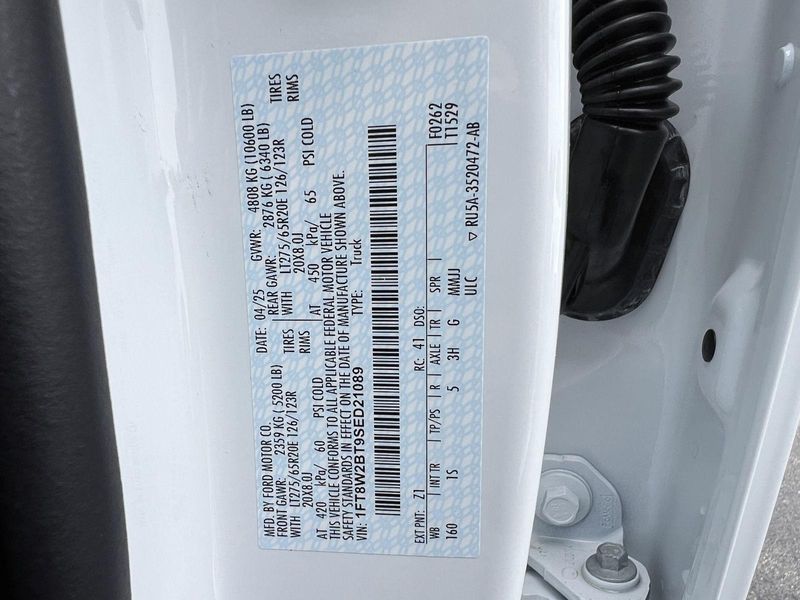 MFD. BY FORD MOTOR CO.
DATE: 04/25 GVWR: 4808 KG (10600 LB)
FRONT GAWR: 2359 KG ( 5200 LB) REAR GAWR: 2876 KG ( 6340 LB)
WITH LT275/65R20E 126/123R TIRES WITH LT275/65R20E 126/123R TIRES
20X8.0J RIMS 20X8.0J RIMS
AT 420 kPa/ 60 PSI COLD AT 450 kPa/ 65 PSI COLD
THIS VEHICLE CONFORMS TO ALL APPLICABLE FEDERAL MOTOR VEHICLE
SAFETY STANDARDS IN EFFECT ON THE DATE OF MANUFACTURE SHOWN ABOVE.
VIN: 1FT8W2BT9SED21089 TYPE: Truck
EXT PNT: Z1 RC: 41 DSO: F0262
WB INT TR TP/PS R AXLE TR SPR T1529
160 1S 5 3H G MMJJ
ULC ▽ RU5A-3520472-AB